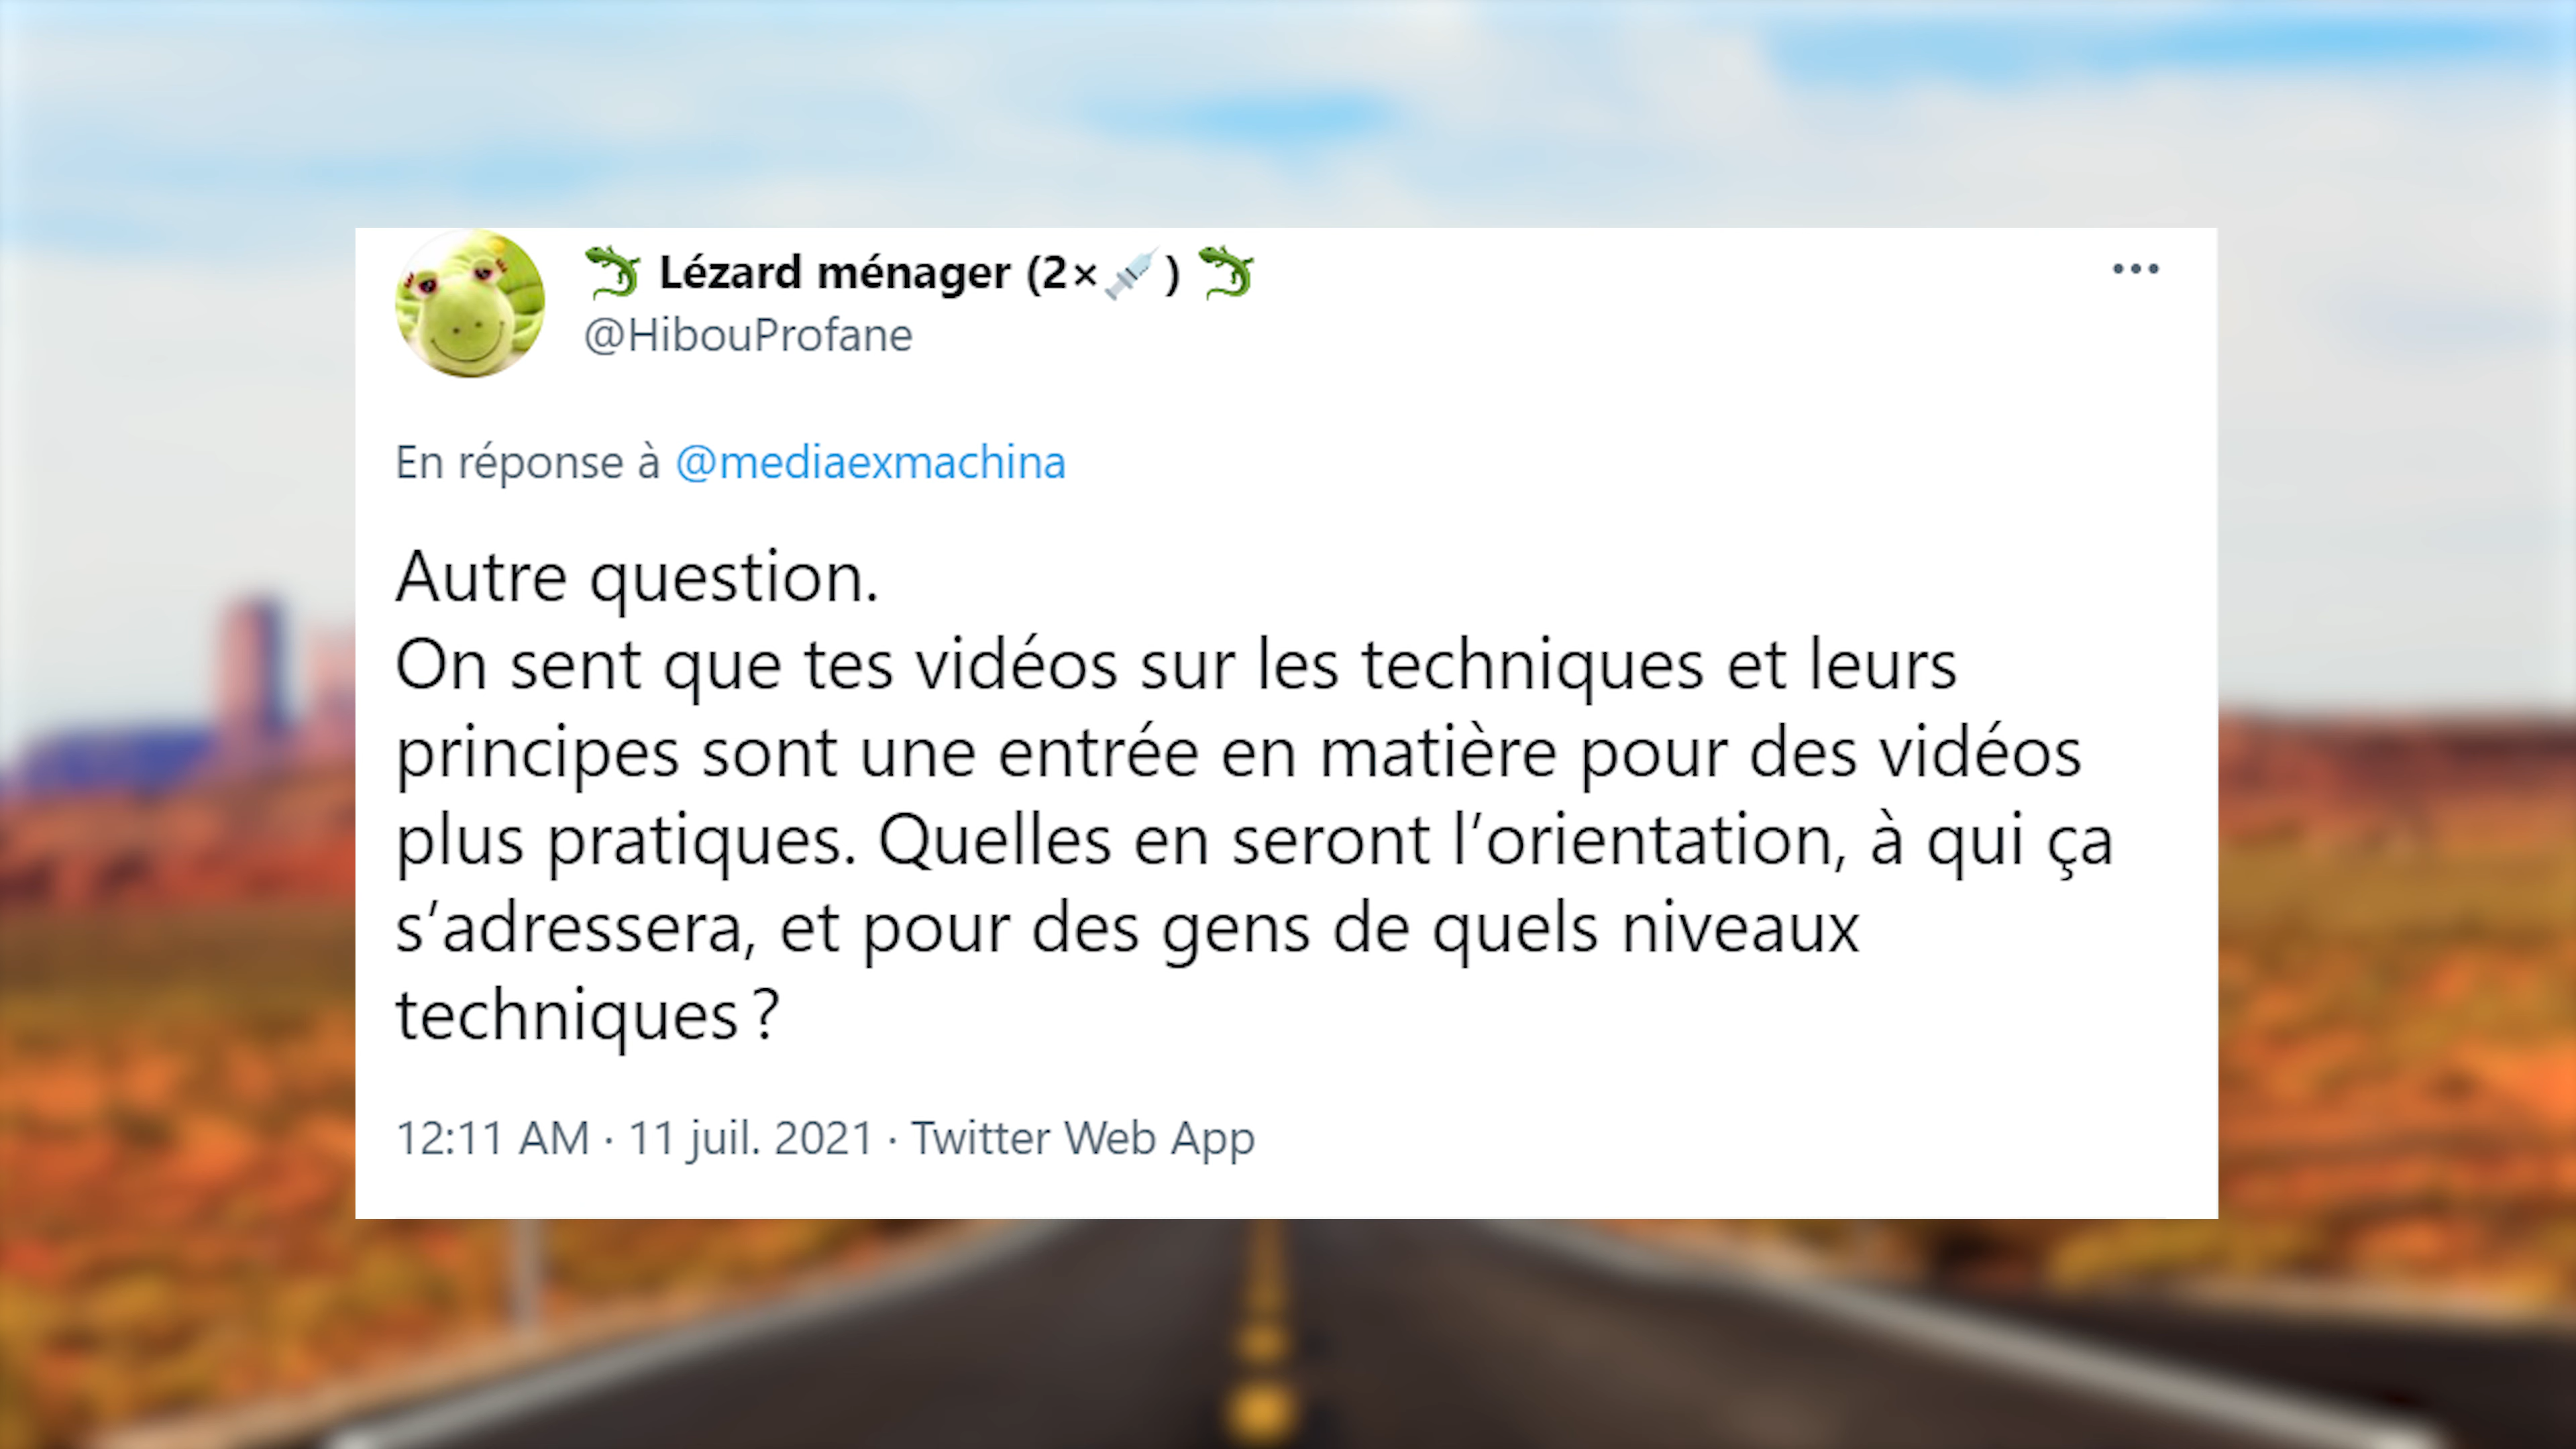 🦎 Lézard ménager (2×💉) 🦎
@HibouProfane
En réponse à @mediaexmachina
Autre question.
On sent que tes vidéos sur les techniques et leurs
principes sont une entrée en matière pour des vidéos
plus pratiques. Quelles en seront l’orientation, à qui ça
s’adressera, et pour des gens de quels niveaux
techniques ?
12:11 AM · 11 juil. 2021 · Twitter Web App